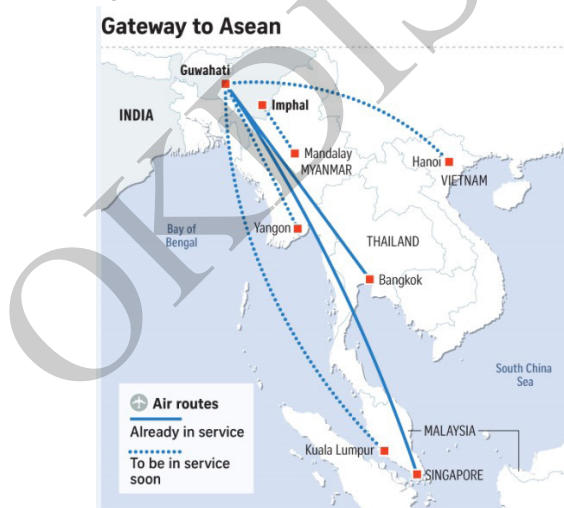 Gateway to Asean
Guwahati
Imphal
INDIA
Mandalay
MYANMAR
Hanoi
VIETNAM
Bay of
Bengal
Yangon
THAILAND
Bangkok
South China
Sea
Air routes
Already in service
To be in service
soon
MALAYSIA
Kuala Lumpur
SINGAPORE